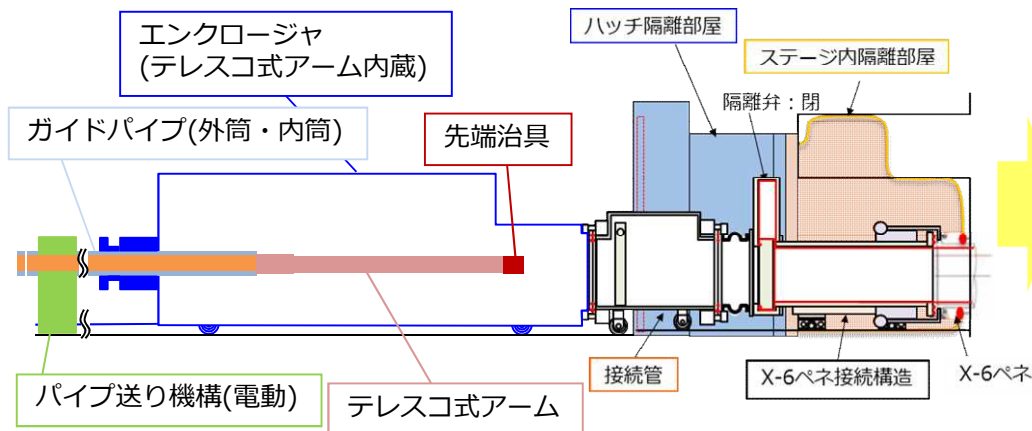 エンクロージャ
(テレスコ式アーム内蔵)
ハッチ隔離部屋
ステージ内隔離部屋
隔離弁：閉
ガイドパイプ(外筒・内筒)
先端治具
パイプ送り機構(電動)
テレスコ式アーム
接続管
X-6ペネ接続構造
X-6ペネ